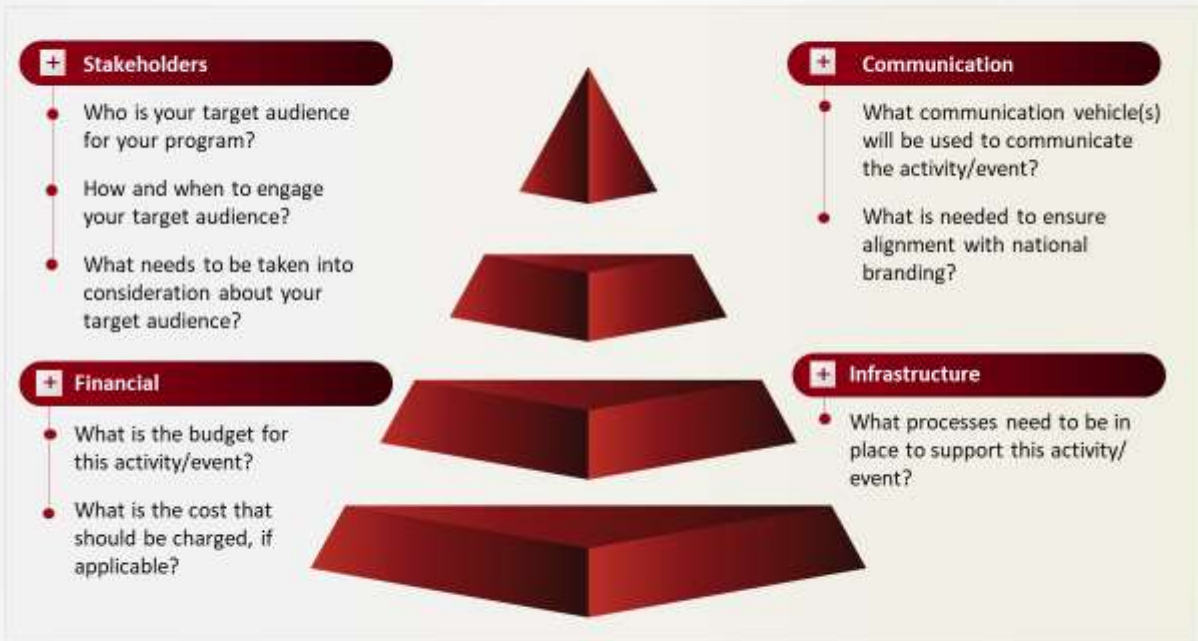 Stakeholders
Who is your target audience
for your program?
How and when to engage
your target audience?
What needs to be taken into
consideration about your
target audience?
Financial
What is the budget for
this activity/event?
What is the cost that
should be charged, if
applicable?
Communication
What communication vehicle(s)
will be used to communicate
the activity/event?
What is needed to ensure
alignment with national
branding?
Infrastructure
What processes need to be in
place to support this activity/
event?